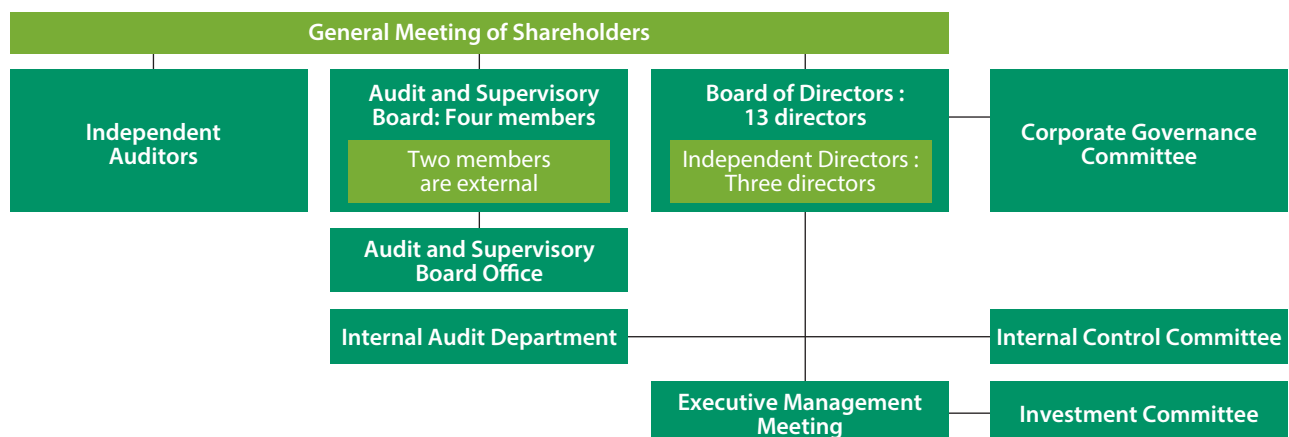 General Meeting of Shareholders
Independent
Auditors
Audit and Supervisory
Board: Four members
Two members
are external
Board of Directors :
13 directors
Independent Directors :
Three directors
Corporate Governance
Committee
Audit and Supervisory
Board Office
Internal Audit Department
Internal Control Committee
Executive Management
Meeting
Investment Committee